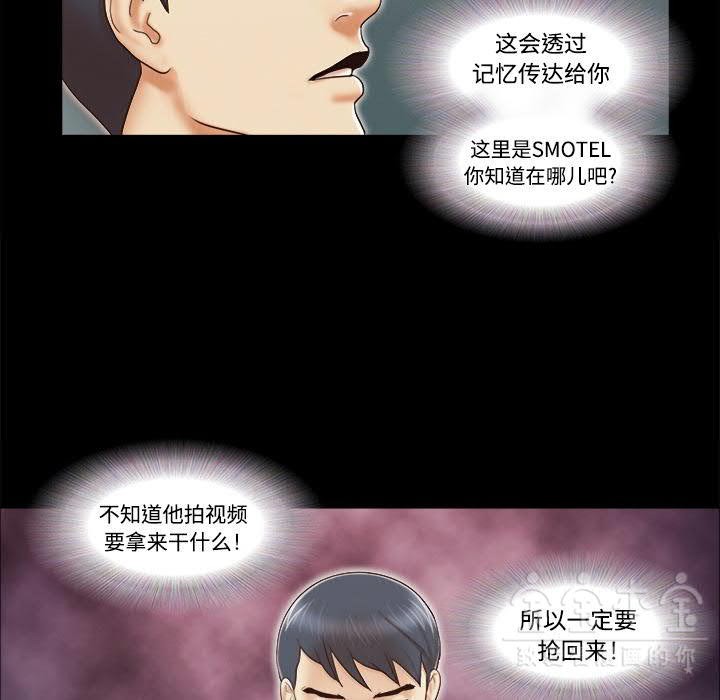 这会透过
记忆传达给你
这里是SMOTEL
你知道在哪儿吧?
不知道他拍视频
要拿来干什么!
所以一定要
抢回来!